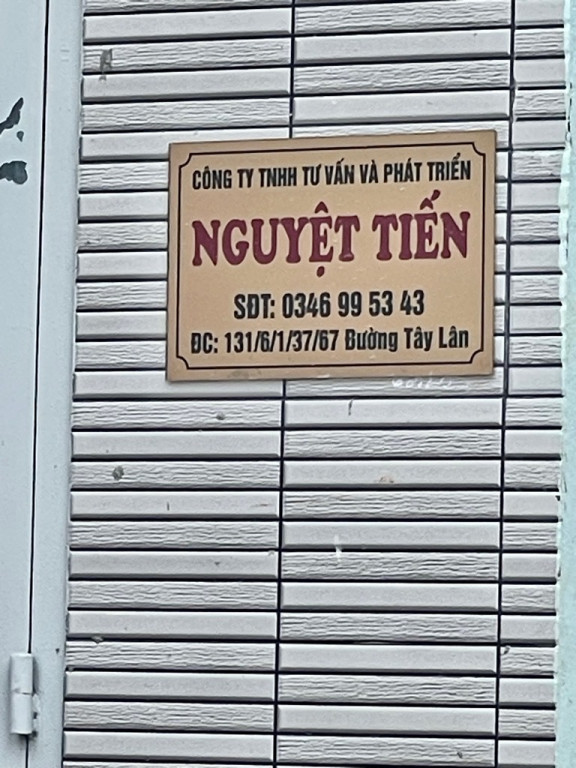 CÔNG TY TNHH TƯ VẤN VÀ PHÁT TRIỂN
NGUYỆT TIẾN
SĐT: 0346 99 53 43
ĐC: 131/6/1/37/67 Đường Tây Lân